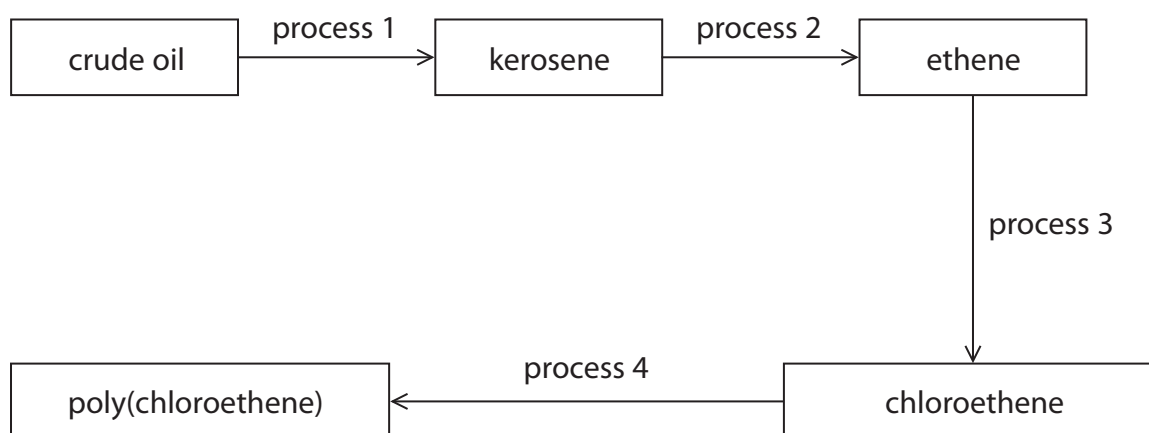 process 1
process 2
crude oil
kerosene
ethene
process 3
process 4
poly(chloroethene)
chloroethene